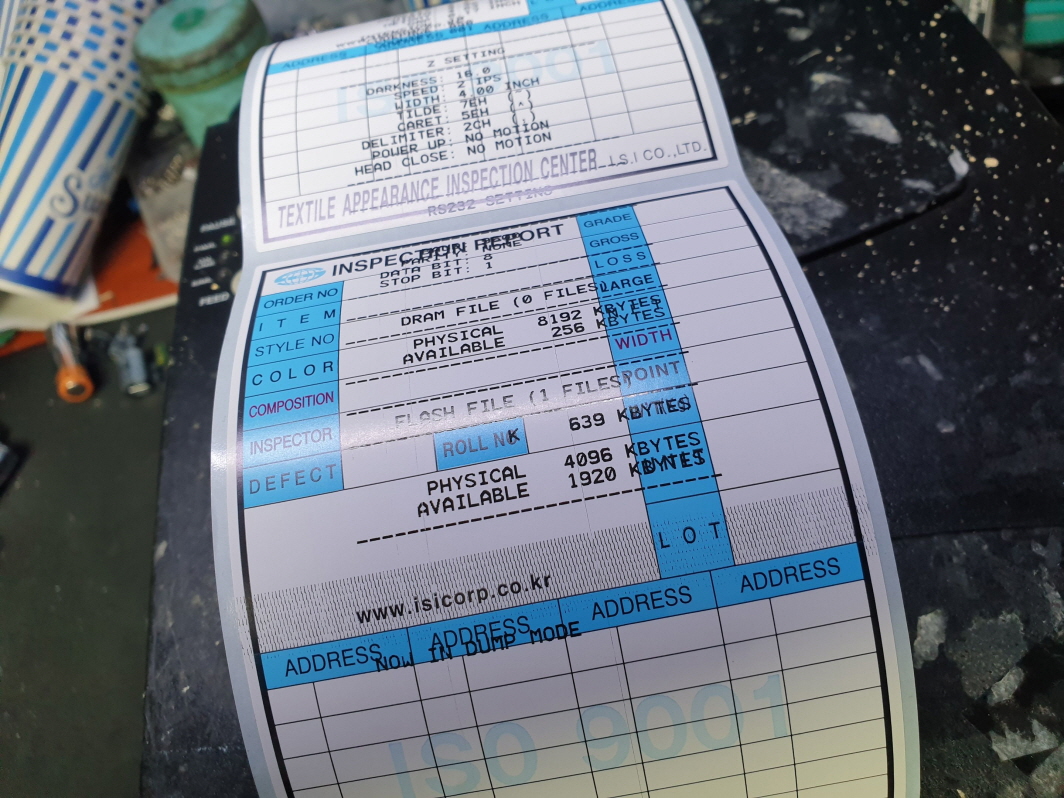 ADDRESS
ADDRESS
ADDRESS
Z SETTING
DARKNESS: 16.0
SPEED: 2 IPS
WIDTH: 4.00 INCH
TILDE: 7EH (~)
CARET: 5EH (^)
DELIMITER: 2CH (,)
POWER UP: NO MOTION
HEAD CLOSE: NO MOTION
TEXTILE APPEARANCE INSPECTION CENTER I.S.I CO.,LTD.
RS232 SETTING
INSPECTION REPORT
PARITY: NONE
DATA BIT: 8
STOP BIT: 1
GRADE
GROSS
LOSS
LARGE
WIDTH
POINT
LOT
ORDER NO
ITEM
STYLE NO
COLOR
COMPOSITION
INSPECTOR
DEFECT
DRAM FILE (0 FILES)
PHYSICAL 8192 KBYTES
AVAILABLE 256 KBYTES
FLASH FILE (1 FILES)
ROLL NO
639 KBYTES
PHYSICAL 4096 KBYTES
AVAILABLE 1920 KBYTES
www.isicorp.co.kr
ADDRESS ADDRESS ADDRESS ADDRESS
NOW IN DUMP MODE
ISO 9001
FEED